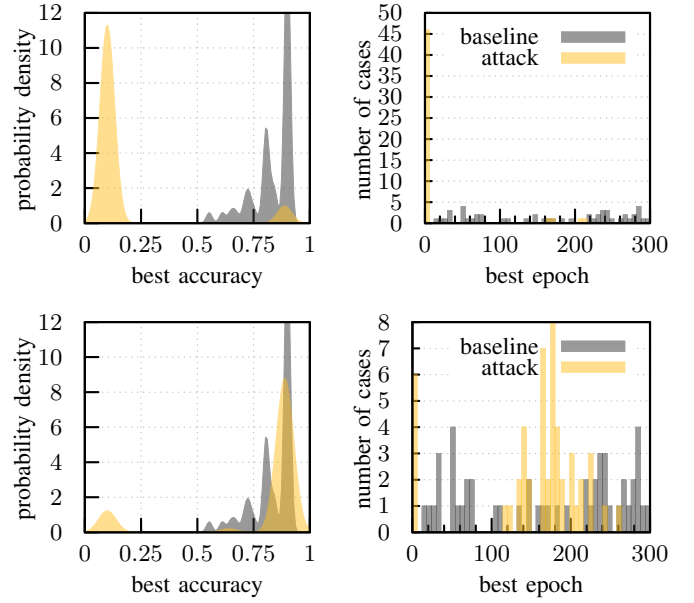 probability density
12
10
8
6
4
2
0
0 0.25 0.5 0.75 1
best accuracy
number of cases
50
45
40
35
30
25
20
15
10
5
0
baseline
attack
0 100 200 300
best epoch
probability density
12
10
8
6
4
2
0
0 0.25 0.5 0.75 1
best accuracy
number of cases
8
7
6
5
4
3
2
1
0
baseline
attack
0 100 200 300
best epoch